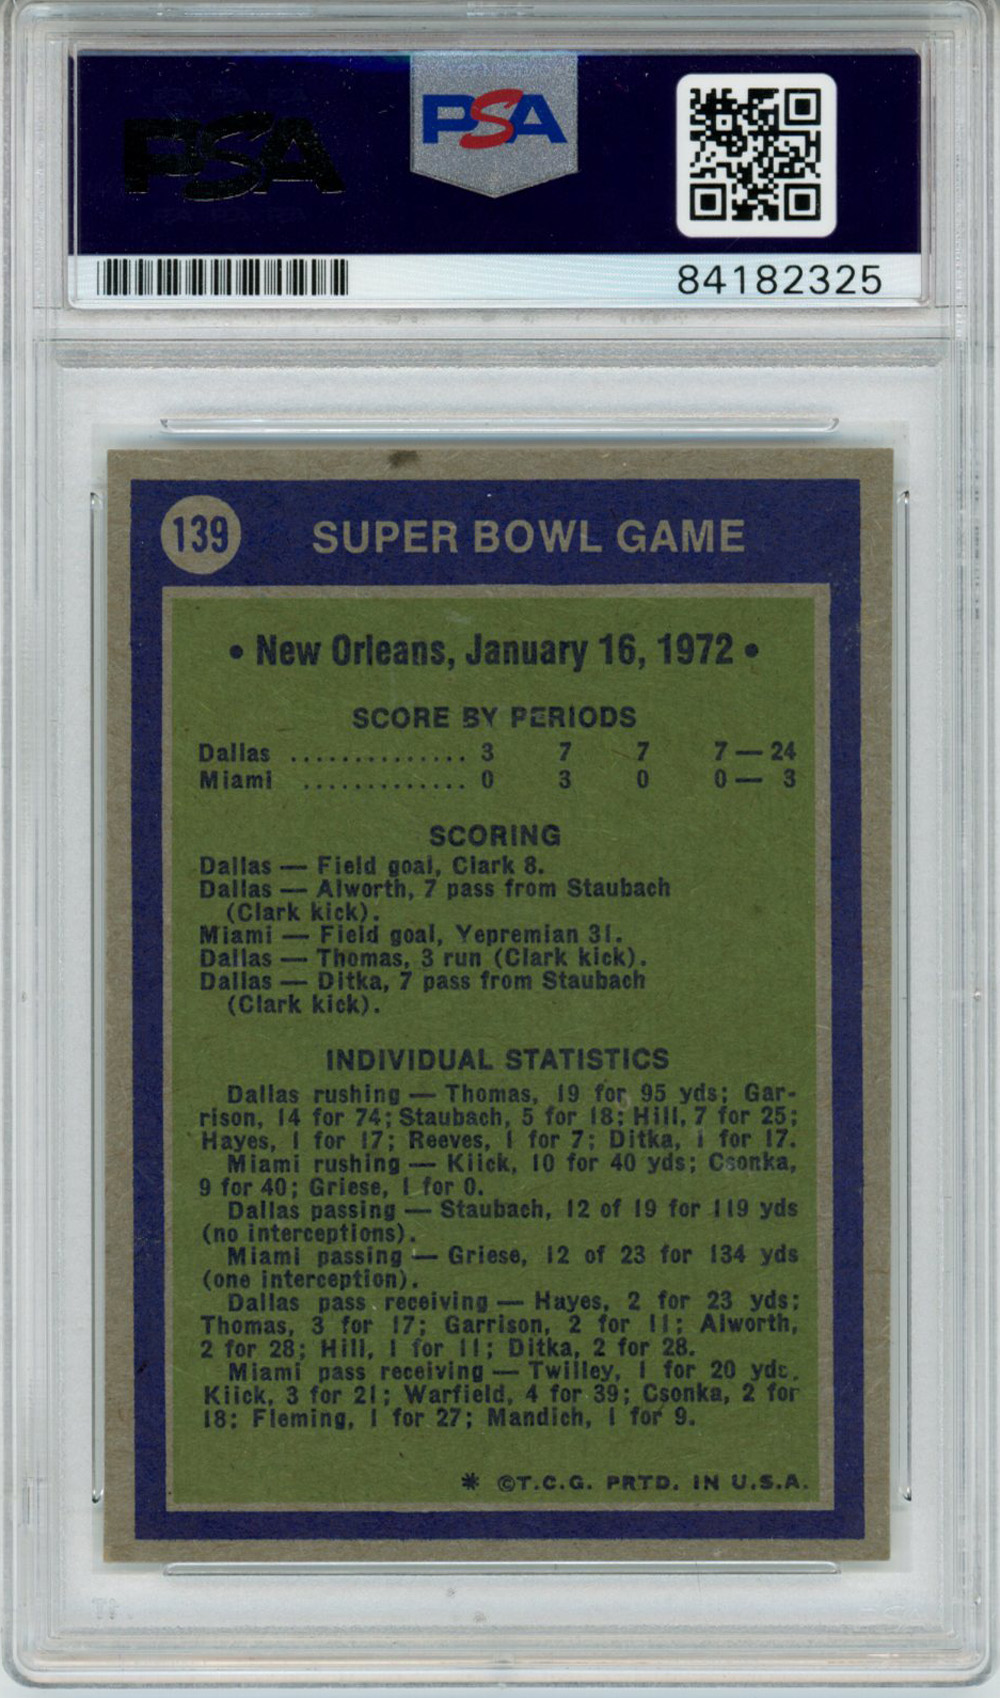 PSA
PSA
84182325
139
SUPER BOWL GAME
• New Orleans, January 16, 1972 •
SCORE BY PERIODS
Dallas .............. 3 7 7 7 — 24
Miami ............. 0 3 0 0 — 3
SCORING
Dallas — Field goal, Clark 8.
Dallas — Alworth, 7 pass from Staubach
(Clark kick).
Miami — Field goal, Yepremian 31.
Dallas — Thomas, 3 run (Clark kick).
Dallas — Ditka, 7 pass from Staubach
(Clark kick).
INDIVIDUAL STATISTICS
Dallas rushing — Thomas, 19 for 95 yds; Gar-
rison, 14 for 74; Staubach, 5 for 18; Hill, 7 for 25;
Hayes, 1 for 17; Reeves, 1 for 7; Ditka, 1 for 17.
Miami rushing — Kiick, 10 for 40 yds; Csonka,
9 for 40; Griese, 1 for 0.
Dallas passing — Staubach, 12 of 19 for 119 yds
(no interceptions).
Miami passing — Griese, 12 of 23 for 134 yds
(one interception).
Dallas pass receiving — Hayes, 2 for 23 yds;
Thomas, 3 for 17; Garrison, 2 for 11; Alworth,
2 for 28; Hill, 1 for 11; Ditka, 2 for 28.
Miami pass receiving — Twilley, 1 for 20 yds.
Kiick, 3 for 21; Warfield, 4 for 39; Csonka, 2 for
18; Fleming, 1 for 27; Mandich, 1 for 9.
* ©T.C.G. PRTD. IN U.S.A.